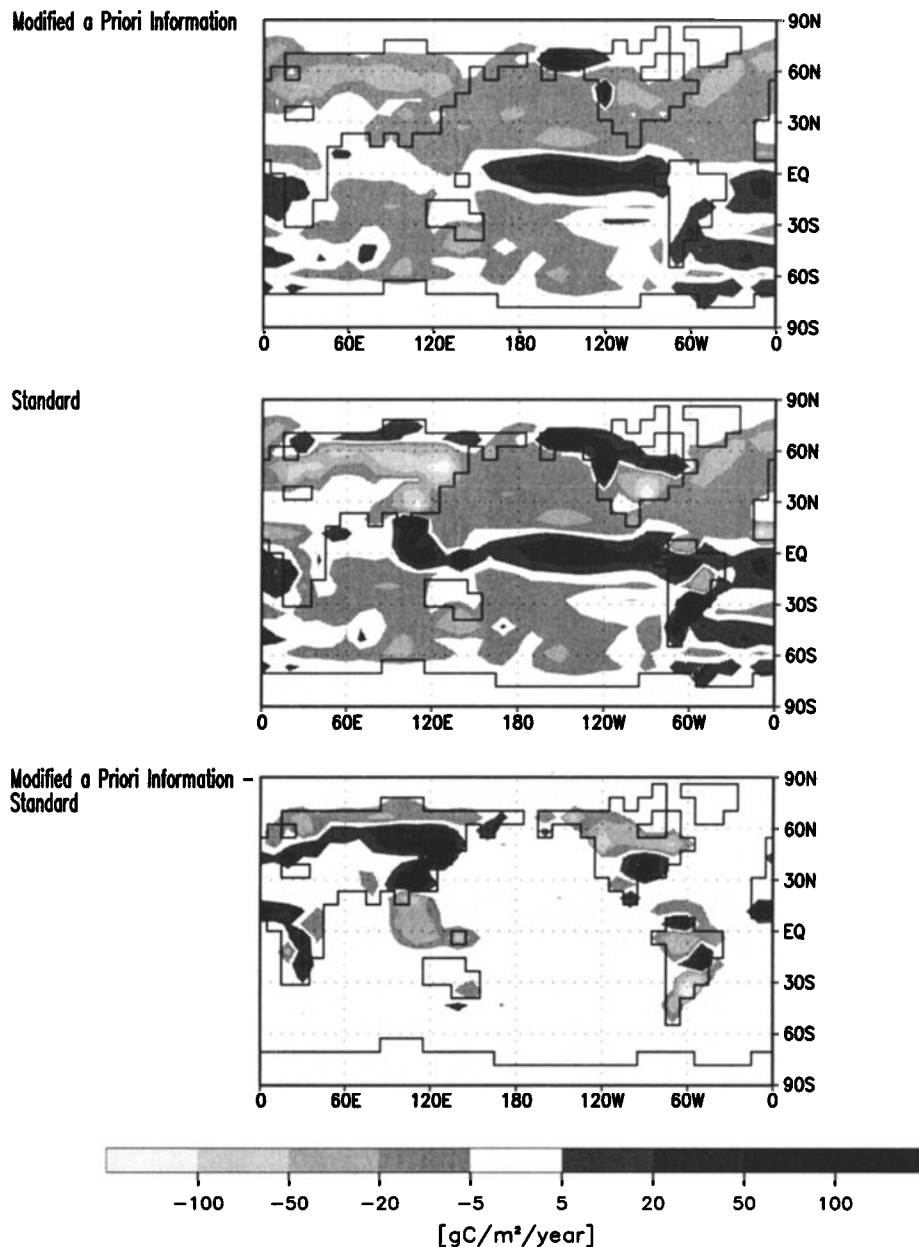 Modified a Priori Information
90N
60N
30N
EQ
30S
60S
90S
0 60E 120E 180 120W 60W 0
Standard
90N
60N
30N
EQ
30S
60S
90S
0 60E 120E 180 120W 60W 0
Modified a Priori Information –
Standard
90N
60N
30N
EQ
30S
60S
90S
0 60E 120E 180 120W 60W 0
−100 −50 −20 −5 5 20 50 100
[gC/m²/year]